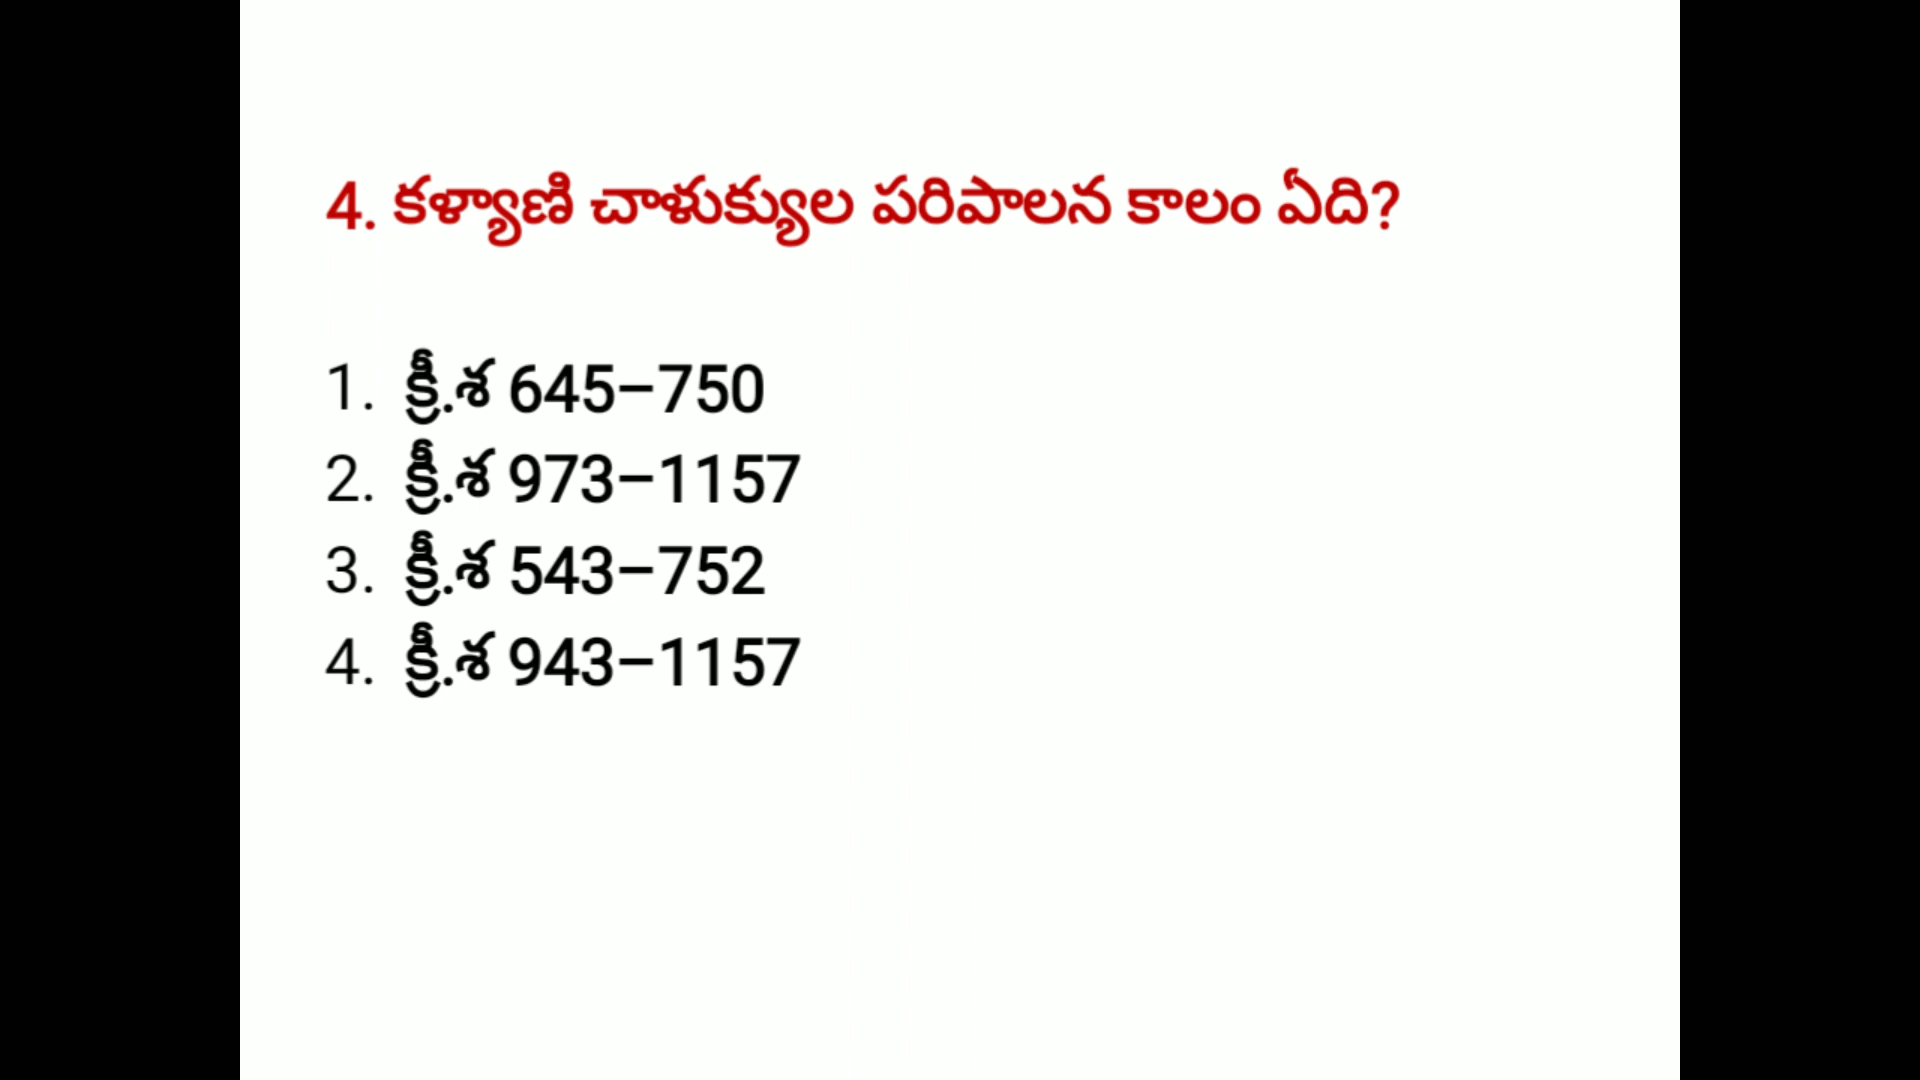 4. కళ్యాణి చాళుక్యుల పరిపాలన కాలం ఏది?
1. క్రీ.శ 645–750
2. క్రీ.శ 973–1157
3. క్రీ.శ 543–752
4. క్రీ.శ 943–1157